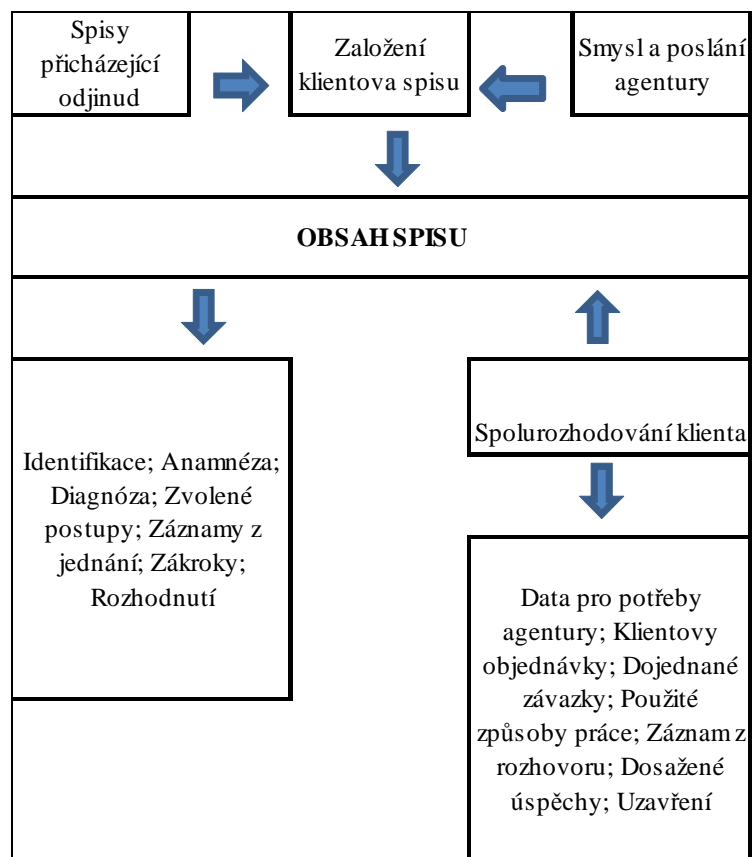 Spisy
přicházející
odjinud
Založení
klientova spisu
Smysl a poslání
agentury
OBSAH SPISU
Identifikace; Anamnéza;
Diagnóza; Zvolené
postupy; Záznamy z
jednání; Zákroky;
Rozhodnutí
Spolurozhodování klienta
Data pro potřeby
agentury; Klientovy
objednávky; Dojednané
závazky; Použité
způsoby práce; Záznam z
rozhovoru; Dosažené
úspěchy; Uzavření